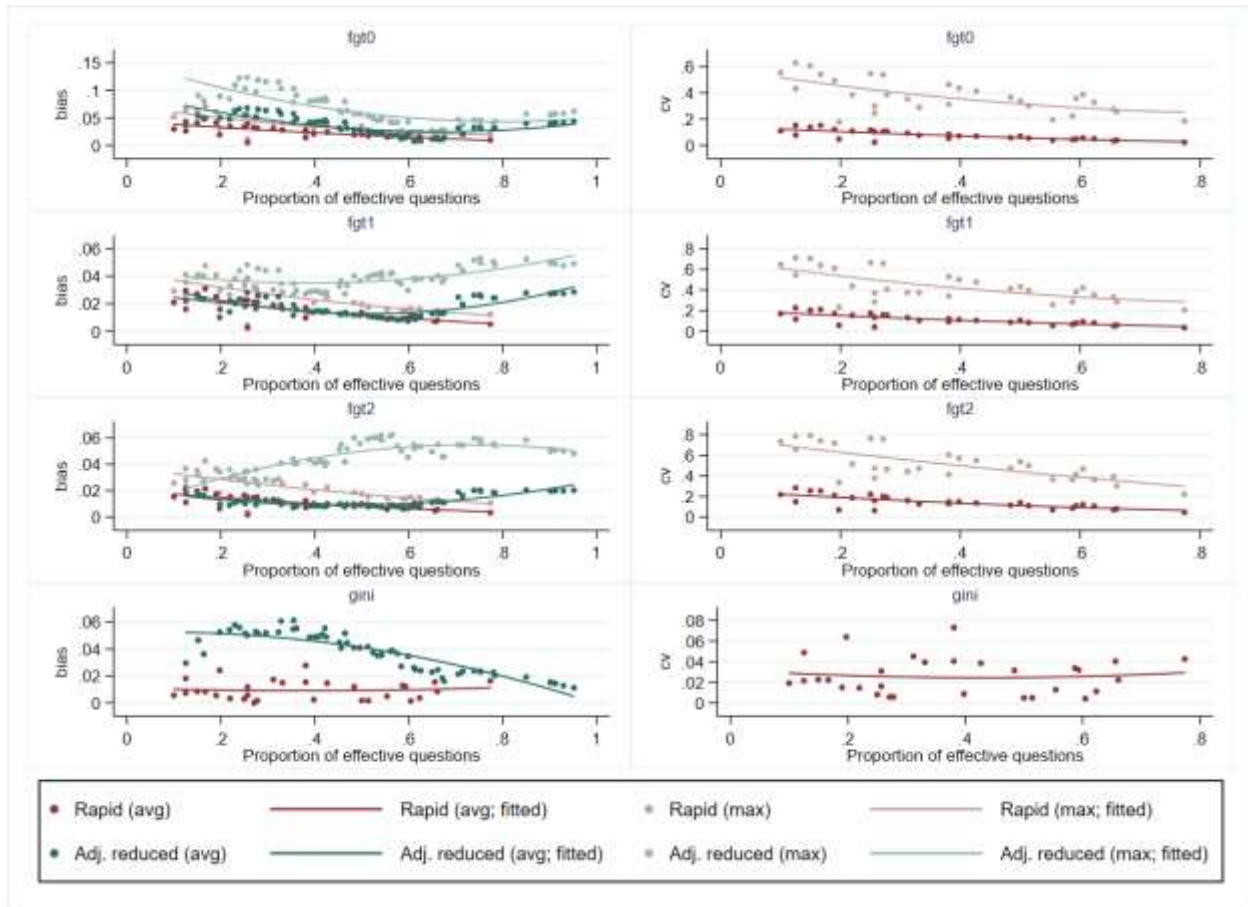 fgt0
fgt0
.15
.1
.05
0
bias
0 .2 .4 .6 .8 1
Proportion of effective questions
.6
.4
.2
0
cv
0 .2 .4 .6 .8
Proportion of effective questions
fgt1
fgt1
.06
.04
.02
0
bias
0 .2 .4 .6 .8 1
Proportion of effective questions
.8
.6
.4
.2
0
cv
0 .2 .4 .6 .8
Proportion of effective questions
fgt2
fgt2
.06
.04
.02
0
bias
0 .2 .4 .6 .8 1
Proportion of effective questions
.8
.6
.4
.2
0
cv
0 .2 .4 .6 .8
Proportion of effective questions
gini
gini
.06
.04
.02
0
bias
0 .2 .4 .6 .8 1
Proportion of effective questions
.08
.06
.04
.02
0
cv
0 .2 .4 .6 .8
Proportion of effective questions
Rapid (avg) Rapid (avg; fitted) Rapid (max) Rapid (max; fitted)
Adj. reduced (avg) Adj. reduced (avg; fitted) Adj. reduced (max) Adj. reduced (max; fitted)